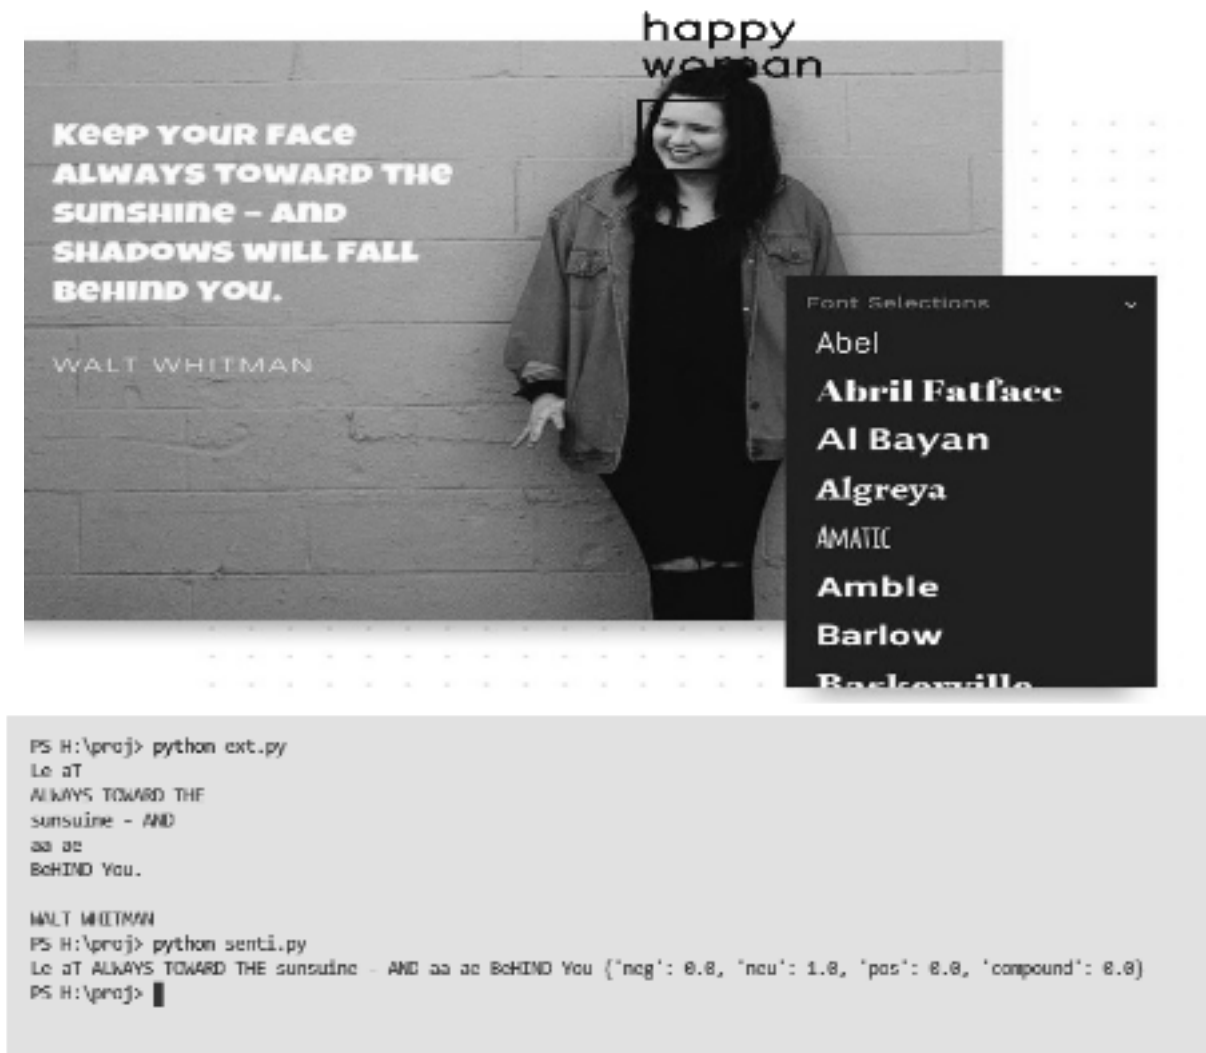 happy
woman
Keep YOUR FACE
ALWAYS TOWARD THE
sunsHine – AnD
SHADOWS WILL FALL
BeHinD YOU.
WALT WHITMAN
Font Selections
Abel
Abril Fatface
Al Bayan
Algreya
AMATIC
Amble
Barlow
Baskerville
PS H:\proj> python ext.py
Le aT
ALWAYS TOWARD THE
sunsuine - AND
aa ae
BeHIND You.
WALT WHITMAN
PS H:\proj> python senti.py
Le aT ALWAYS TOWARD THE sunsuine - AND aa ae BeHIND You {'neg': 0.0, 'neu': 1.0, 'pos': 0.0, 'compound': 0.0}
PS H:\proj>